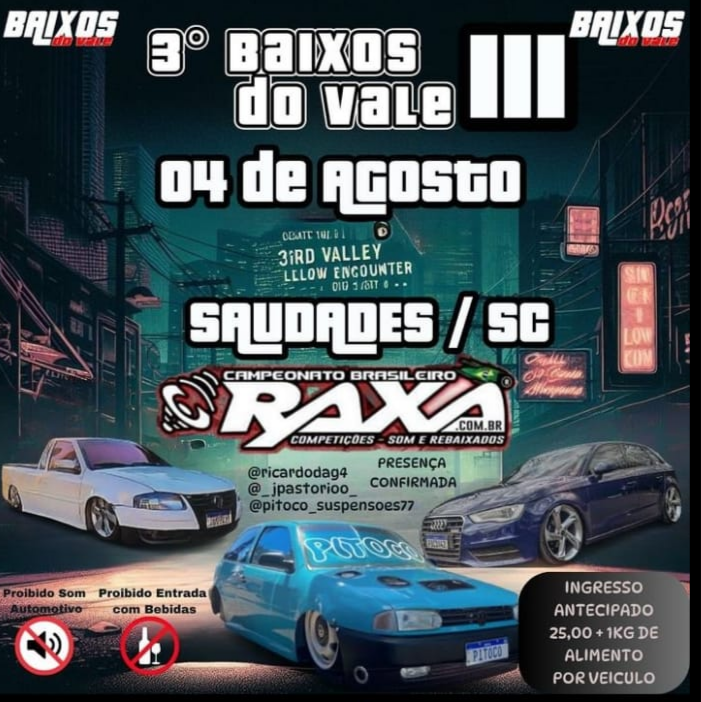 BAIXOS
DO VALE
BAIXOS
DO VALE
3° BAIXOS
DO VALE
III
04 de AGOSTO
3iRD VALLEY
LLLOW ENCOUNTER
SAUDADES / SC
CAMPEONATO BRASILEIRO
RAXA
.COM.BR
COMPETIÇÕES - SOM E REBAIXADOS
@ricardodag4
@_jpastorioo_
@pitoco_suspensoes77
PRESENÇA
CONFIRMADA
PITOCO
PITOCO
Proibido Som
Automotivo
Proibido Entrada
com Bebidas
INGRESSO
ANTECIPADO
25,00 + 1KG DE
ALIMENTO
POR VEICULO